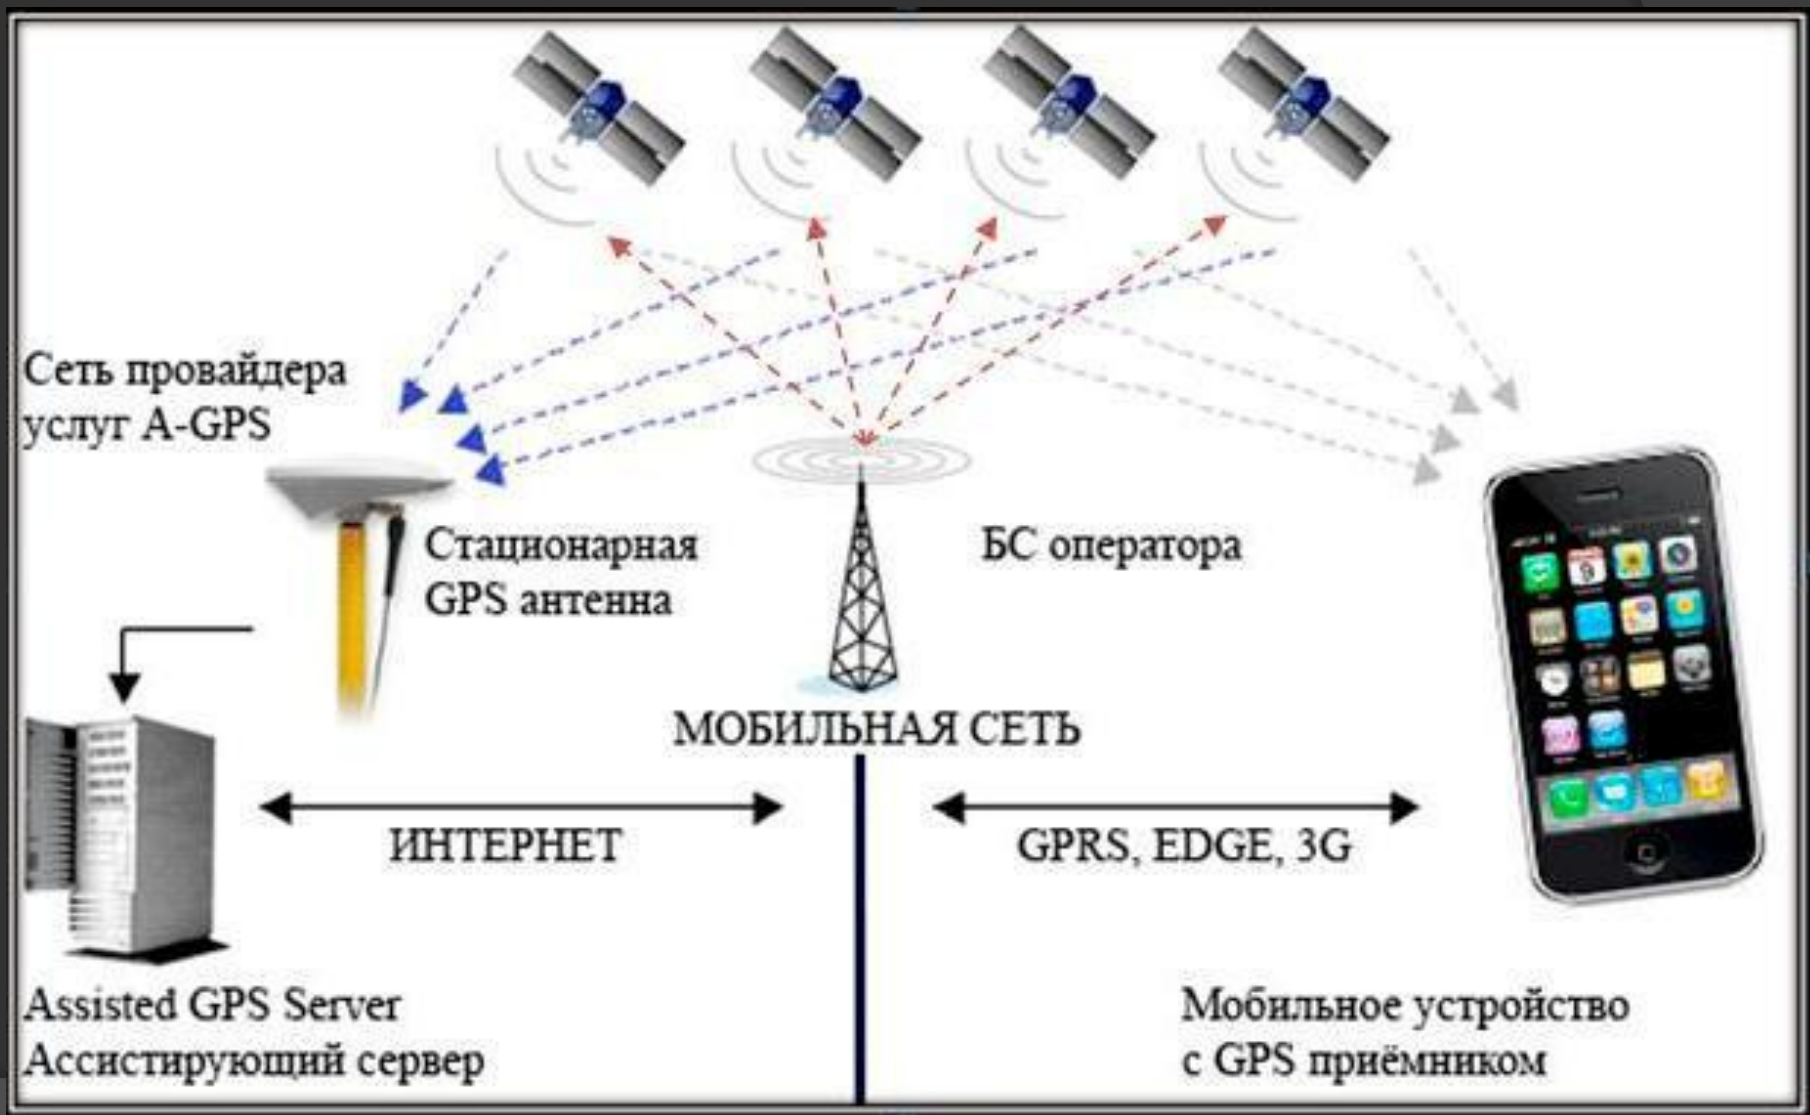 Сеть провайдера
услуг A-GPS
Стационарная
GPS антенна
БС оператора
МОБИЛЬНАЯ СЕТЬ
ИНТЕРНЕТ
GPRS, EDGE, 3G
Assisted GPS Server
Ассистирующий сервер
Мобильное устройство
с GPS приёмником
9